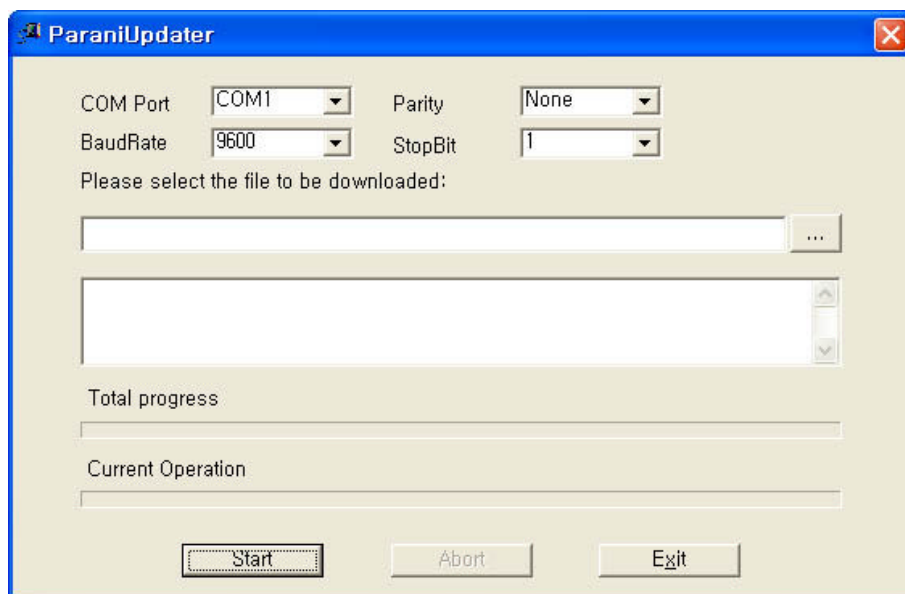 ParaniUpdater
COM Port COM1 Parity None
BaudRate 9600 StopBit 1
Please select the file to be downloaded:
...
Total progress
Current Operation
Start Abort Exit